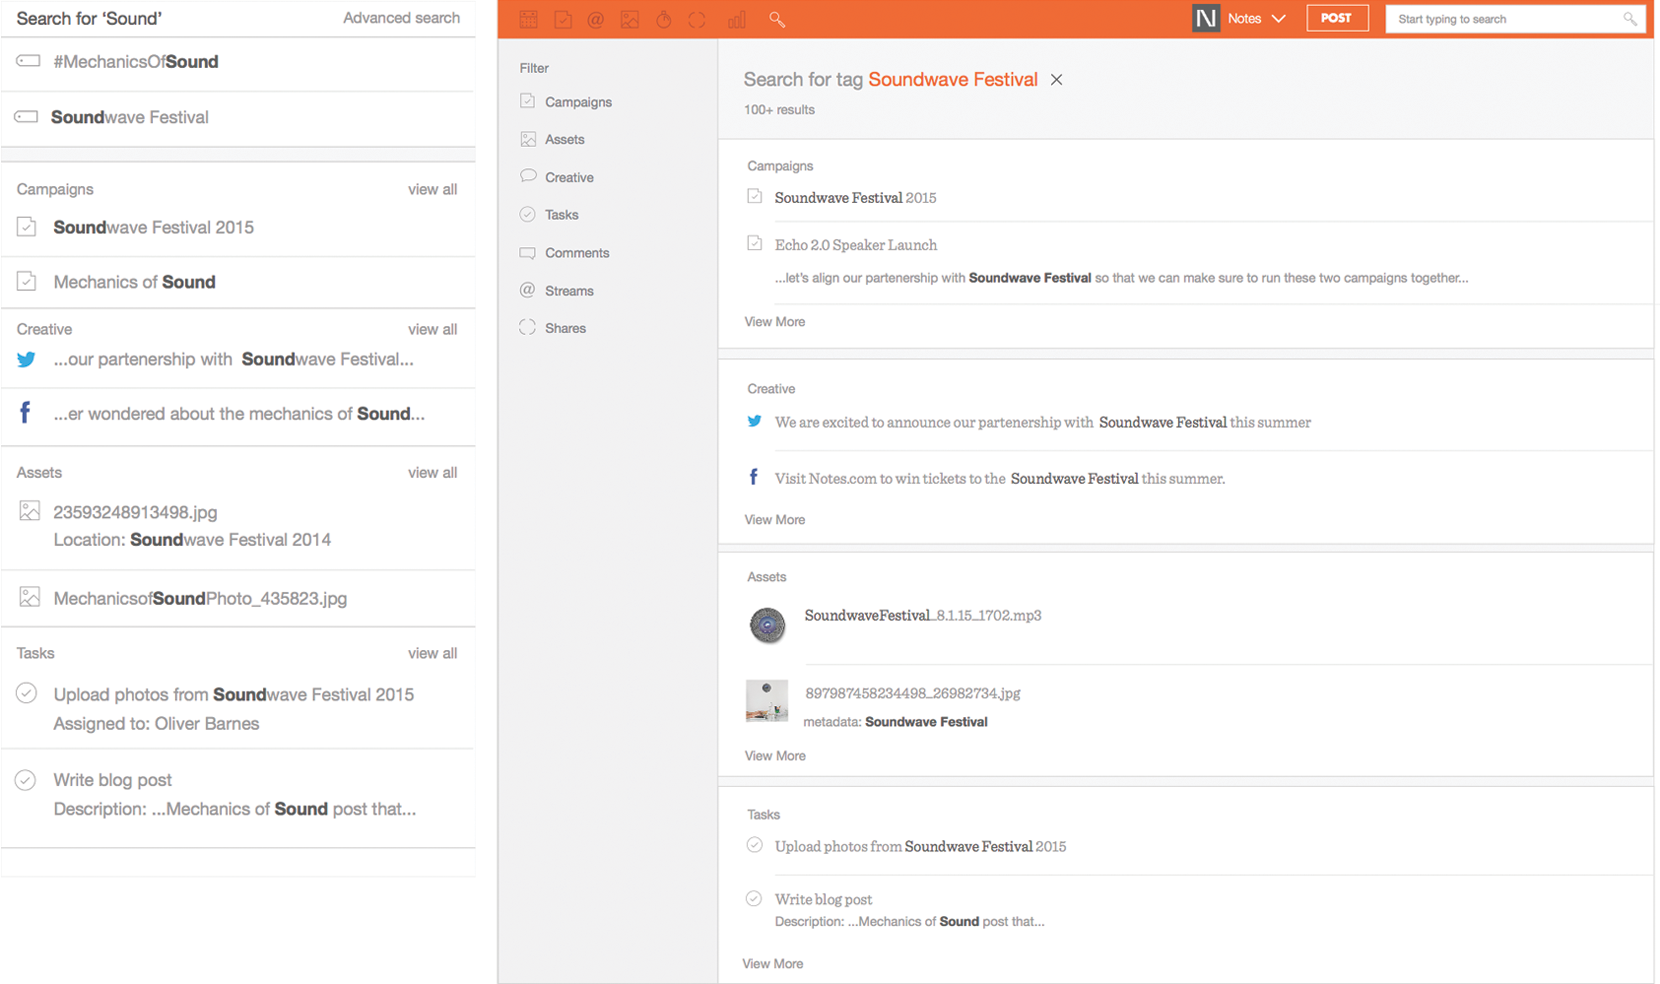 Search for ‘Sound’ Advanced search
#MechanicsOfSound
Soundwave Festival
Campaigns view all
Soundwave Festival 2015
Mechanics of Sound
Creative view all
...our partenership with Soundwave Festival...
...er wondered about the mechanics of Sound...
Assets view all
23593248913498.jpg
Location: Soundwave Festival 2014
MechanicsofSoundPhoto_435823.jpg
Tasks view all
Upload photos from Soundwave Festival 2015
Assigned to: Oliver Barnes
Write blog post
Description: ...Mechanics of Sound post that...
N Notes POST Start typing to search
Filter
Campaigns
Assets
Creative
Tasks
Comments
Streams
Shares
Search for tag Soundwave Festival
100+ results
Campaigns
Soundwave Festival 2015
Echo 2.0 Speaker Launch
...let’s align our partenership with Soundwave Festival so that we can make sure to run these two campaigns together...
View More
Creative
We are excited to announce our partenership with Soundwave Festival this summer
Visit Notes.com to win tickets to the Soundwave Festival this summer.
View More
Assets
SoundwaveFestival_8.1.15_1702.mp3
897987458234498_26982734.jpg
metadata: Soundwave Festival
View More
Tasks
Upload photos from Soundwave Festival 2015
Write blog post
Description: ...Mechanics of Sound post that...
View More